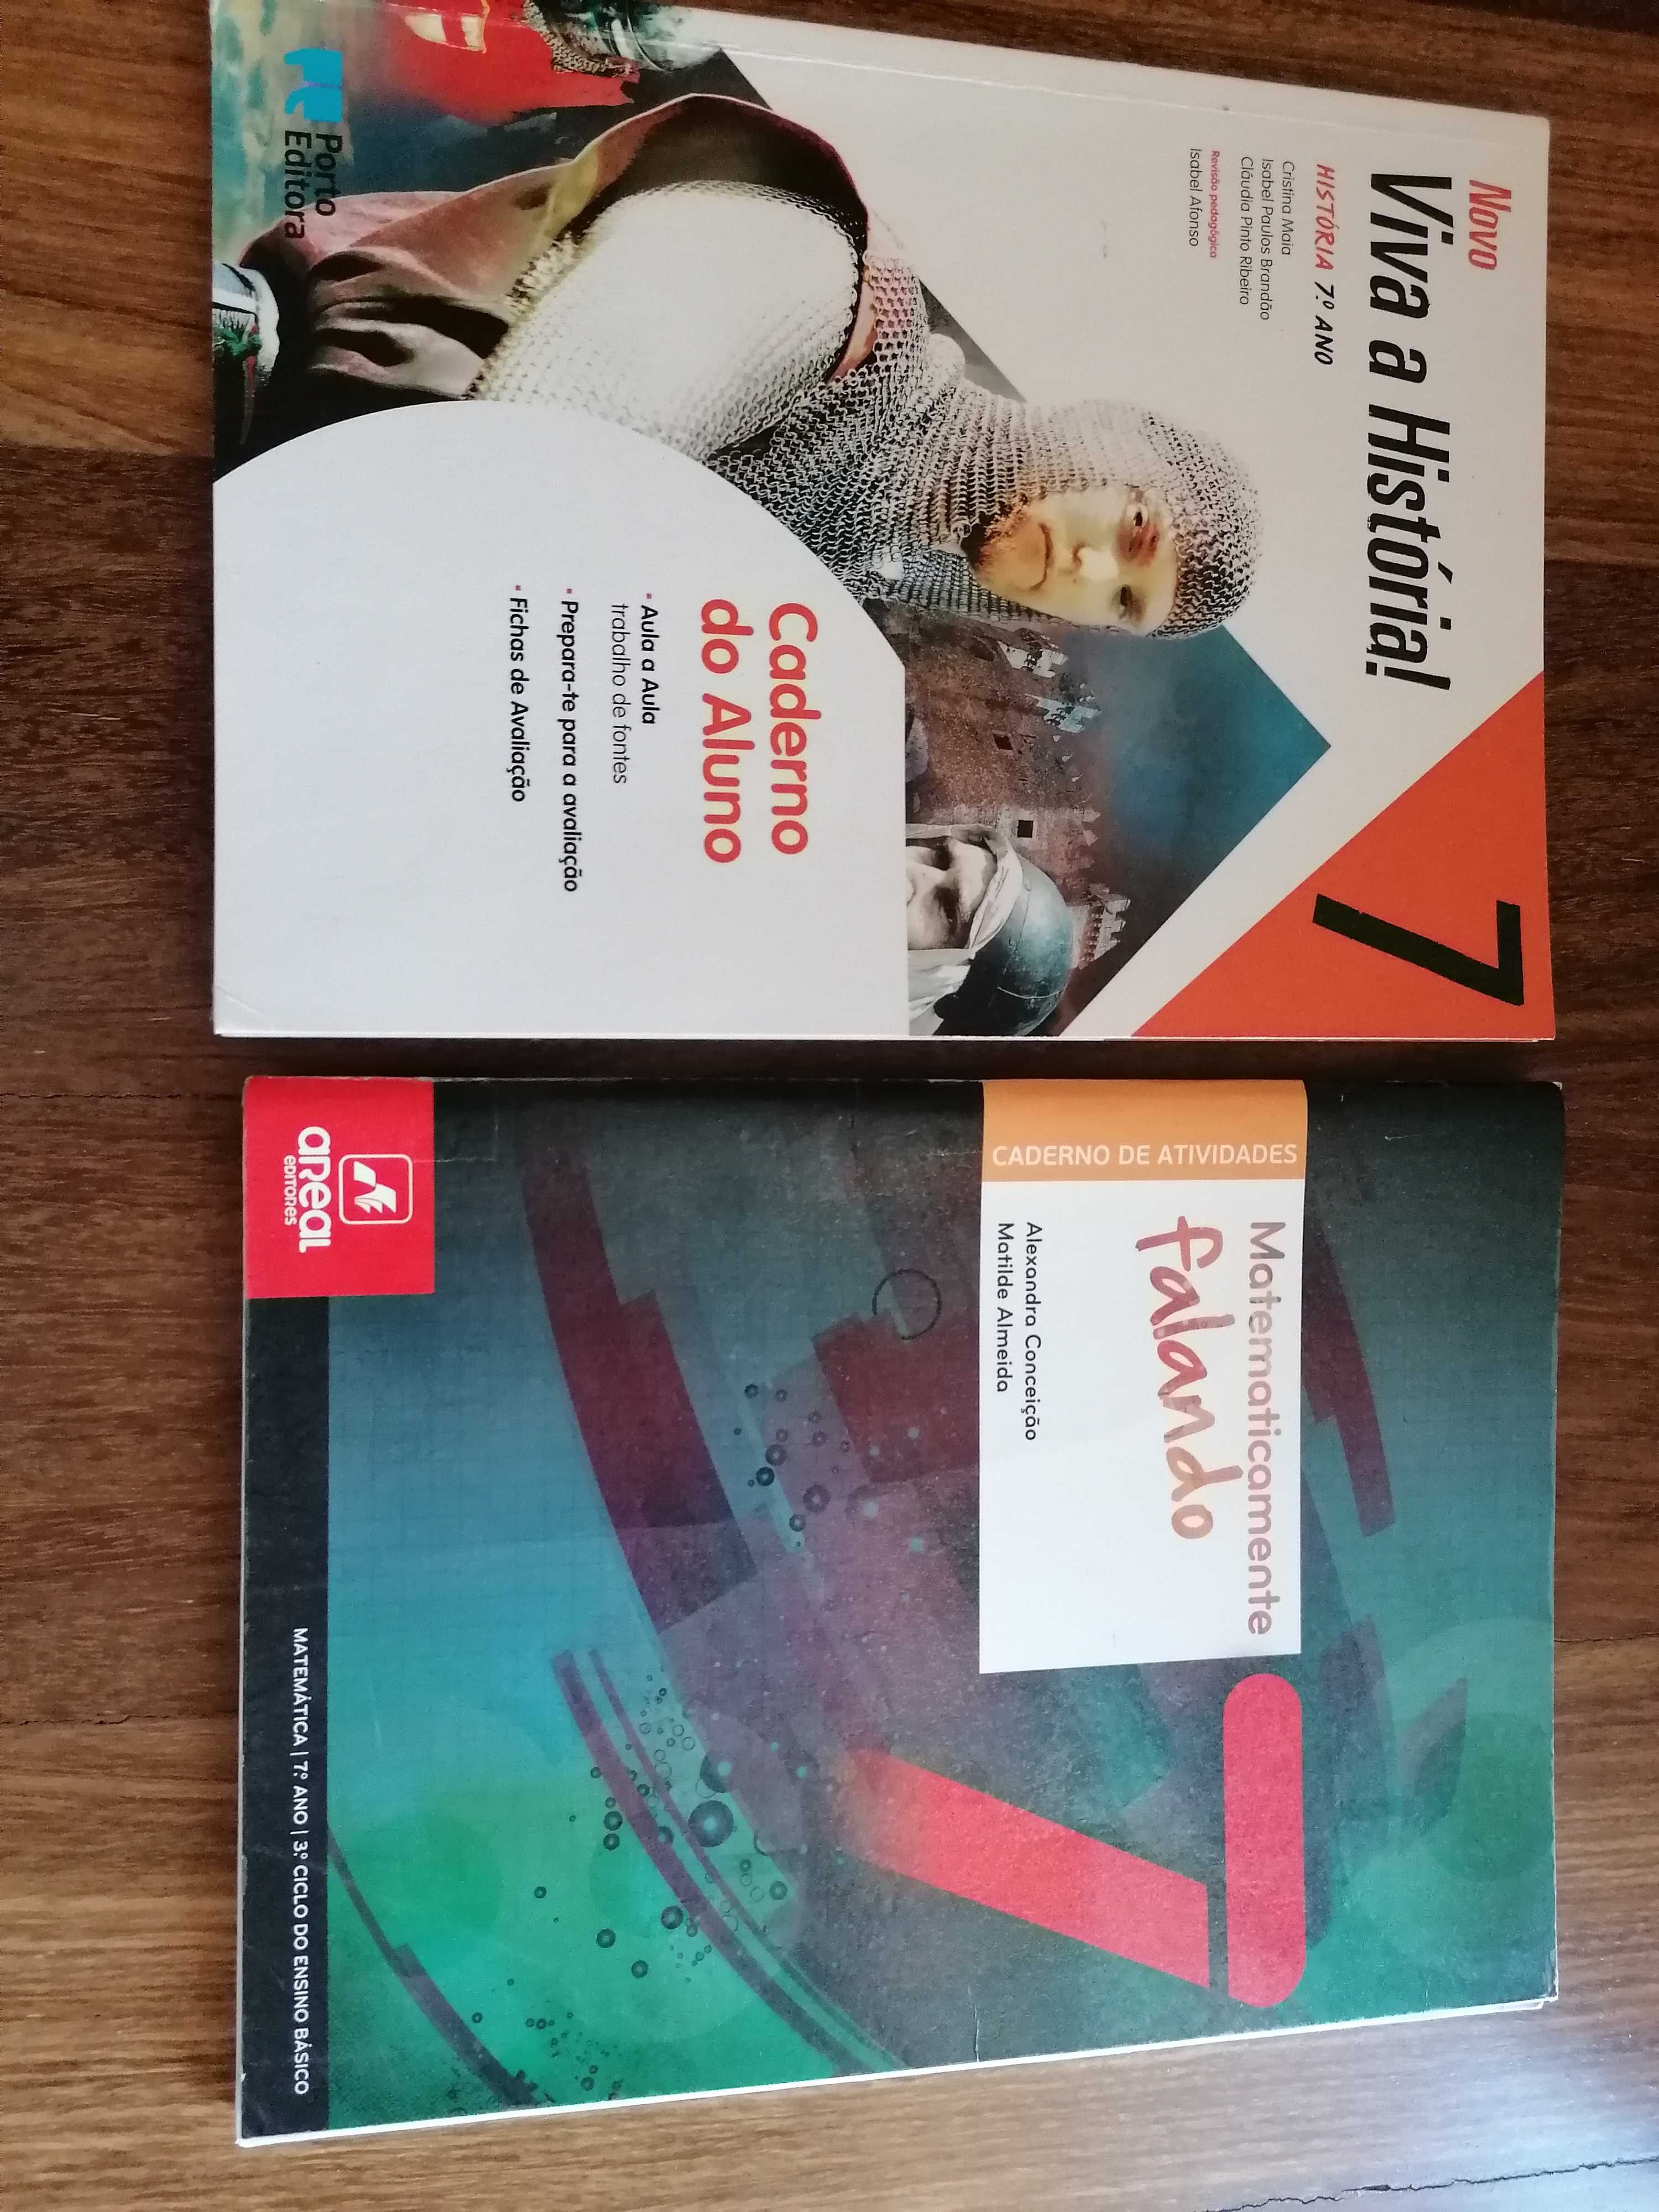 Novo
Viva a História!
HISTÓRIA 7.º ANO
Cristina Maia
Isabel Paulos Brandão
Cláudia Pinto Ribeiro
Revisão pedagógica
Isabel Afonso
7
Caderno
do Aluno
• Aula a Aula
trabalho de fontes
• Prepara-te para a avaliação
• Fichas de Avaliação
Porto
Editora
CADERNO DE ATIVIDADES
Matematicamente
falando
7
Alexandra Conceição
Matilde Almeida
areal
EDITORES
MATEMÁTICA | 7.º ANO | 3.º CICLO DO ENSINO BÁSICO